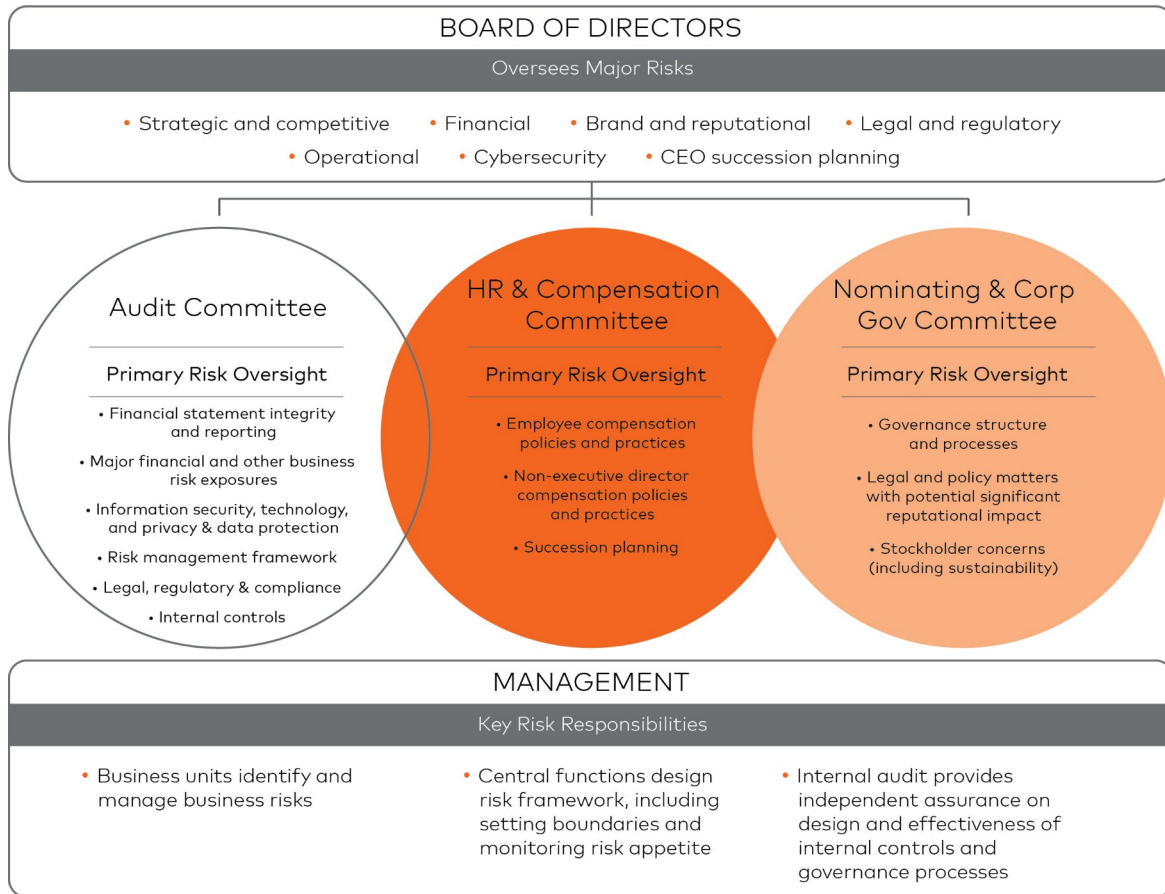 BOARD OF DIRECTORS
Oversees Major Risks
• Strategic and competitive • Financial • Brand and reputational • Legal and regulatory
• Operational • Cybersecurity • CEO succession planning
Audit Committee
Primary Risk Oversight
• Financial statement integrity
and reporting
• Major financial and other business
risk exposures
• Information security, technology,
and privacy & data protection
• Risk management framework
• Legal, regulatory & compliance
• Internal controls
HR & Compensation
Committee
Primary Risk Oversight
• Employee compensation
policies and practices
• Non-executive director
compensation policies
and practices
• Succession planning
Nominating & Corp
Gov Committee
Primary Risk Oversight
• Governance structure
and processes
• Legal and policy matters
with potential significant
reputational impact
• Stockholder concerns
(including sustainability)
MANAGEMENT
Key Risk Responsibilities
• Business units identify and
manage business risks
• Central functions design
risk framework, including
setting boundaries and
monitoring risk appetite
• Internal audit provides
independent assurance on
design and effectiveness of
internal controls and
governance processes